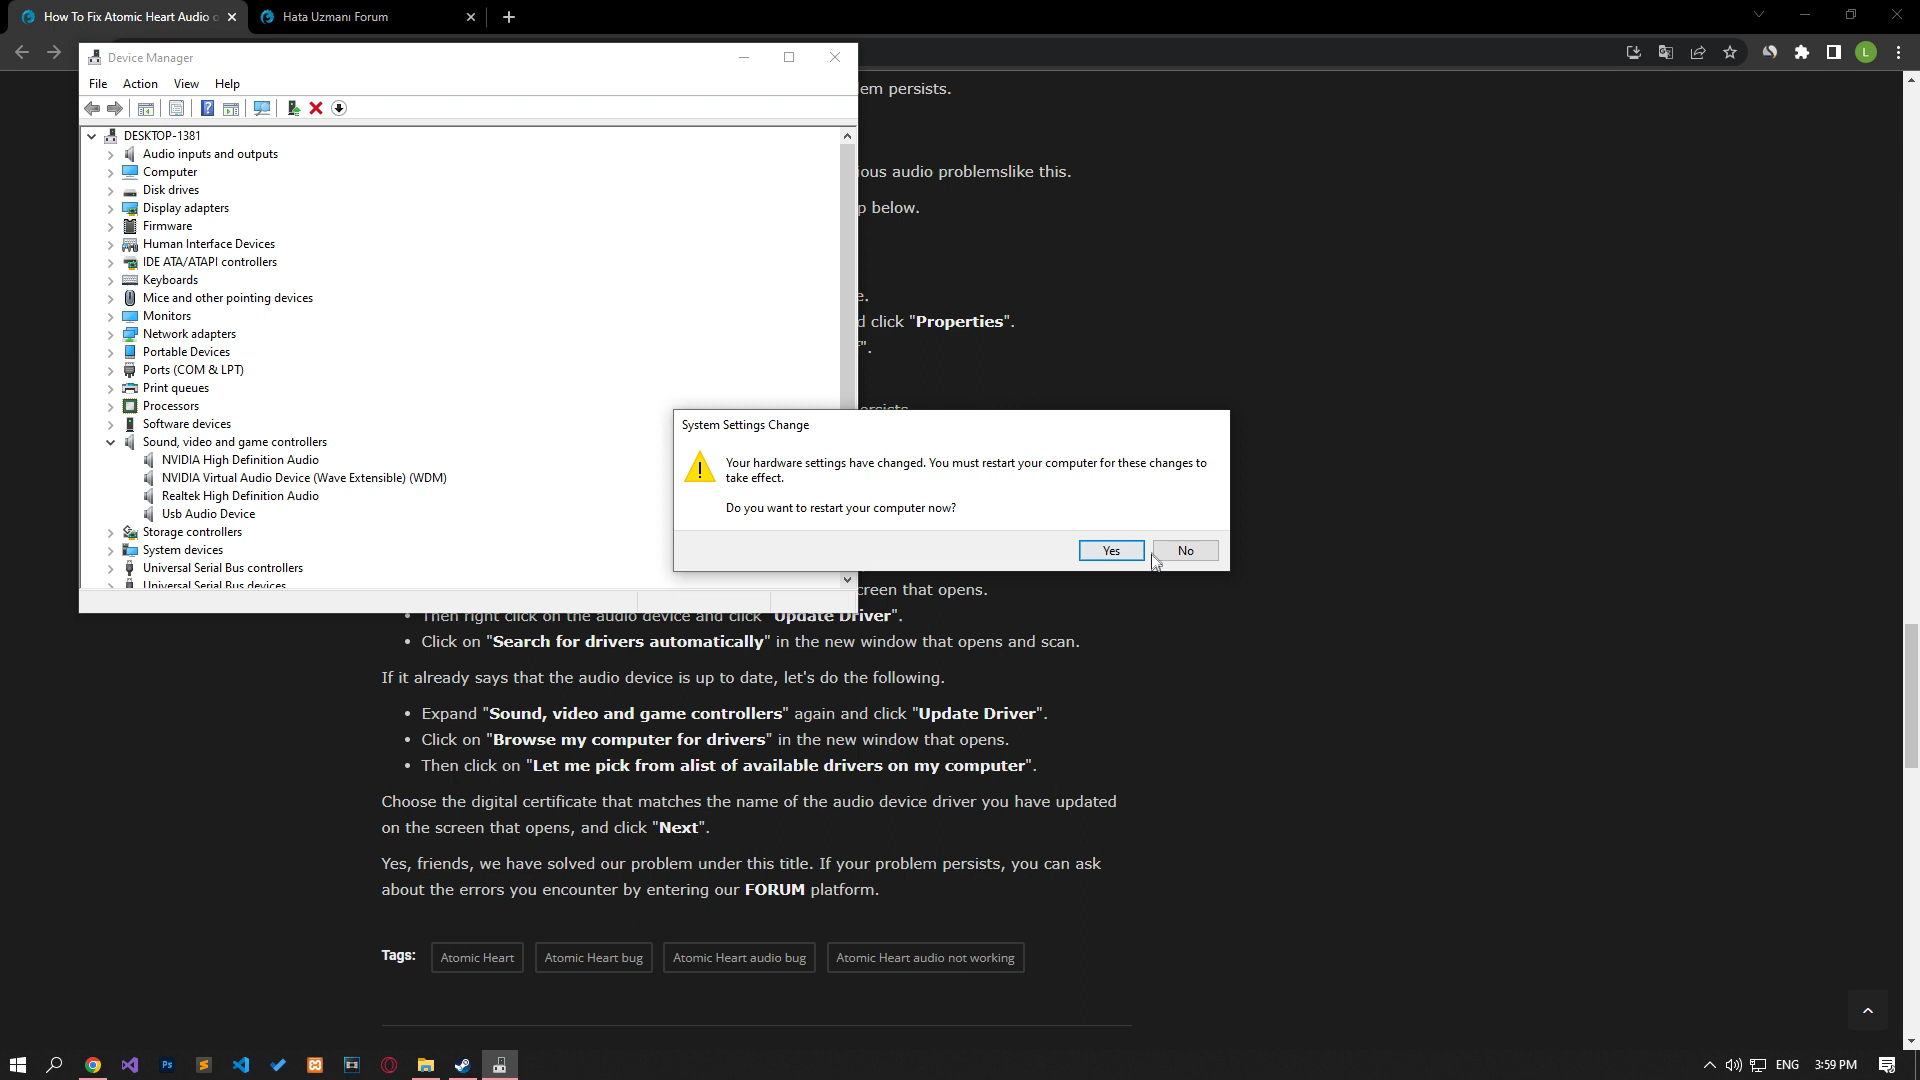 How To Fix Atomic Heart Audio
Hata Uzmanı Forum
L
Device Manager
File Action View Help
DESKTOP-1381
Audio inputs and outputs
Computer
Disk drives
Display adapters
Firmware
Human Interface Devices
IDE ATA/ATAPI controllers
Keyboards
Mice and other pointing devices
Monitors
Network adapters
Portable Devices
Ports (COM & LPT)
Print queues
Processors
Software devices
Sound, video and game controllers
NVIDIA High Definition Audio
NVIDIA Virtual Audio Device (Wave Extensible) (WDM)
Realtek High Definition Audio
Usb Audio Device
Storage controllers
System devices
Universal Serial Bus controllers
Universal Serial Bus devices
em persists.
ious audio problemslike this.
p below.
e.
d click "Properties".
".
System Settings Change
Your hardware settings have changed. You must restart your computer for these changes to
take effect.
Do you want to restart your computer now?
Yes No
creen that opens.
• Then right click on the audio device and click "Update Driver".
• Click on "Search for drivers automatically" in the new window that opens and scan.
If it already says that the audio device is up to date, let's do the following.
• Expand "Sound, video and game controllers" again and click "Update Driver".
• Click on "Browse my computer for drivers" in the new window that opens.
• Then click on "Let me pick from alist of available drivers on my computer".
Choose the digital certificate that matches the name of the audio device driver you have updated
on the screen that opens, and click "Next".
Yes, friends, we have solved our problem under this title. If your problem persists, you can ask
about the errors you encounter by entering our FORUM platform.
Tags: Atomic Heart Atomic Heart bug Atomic Heart audio bug Atomic Heart audio not working
Ps
ENG 3:59 PM